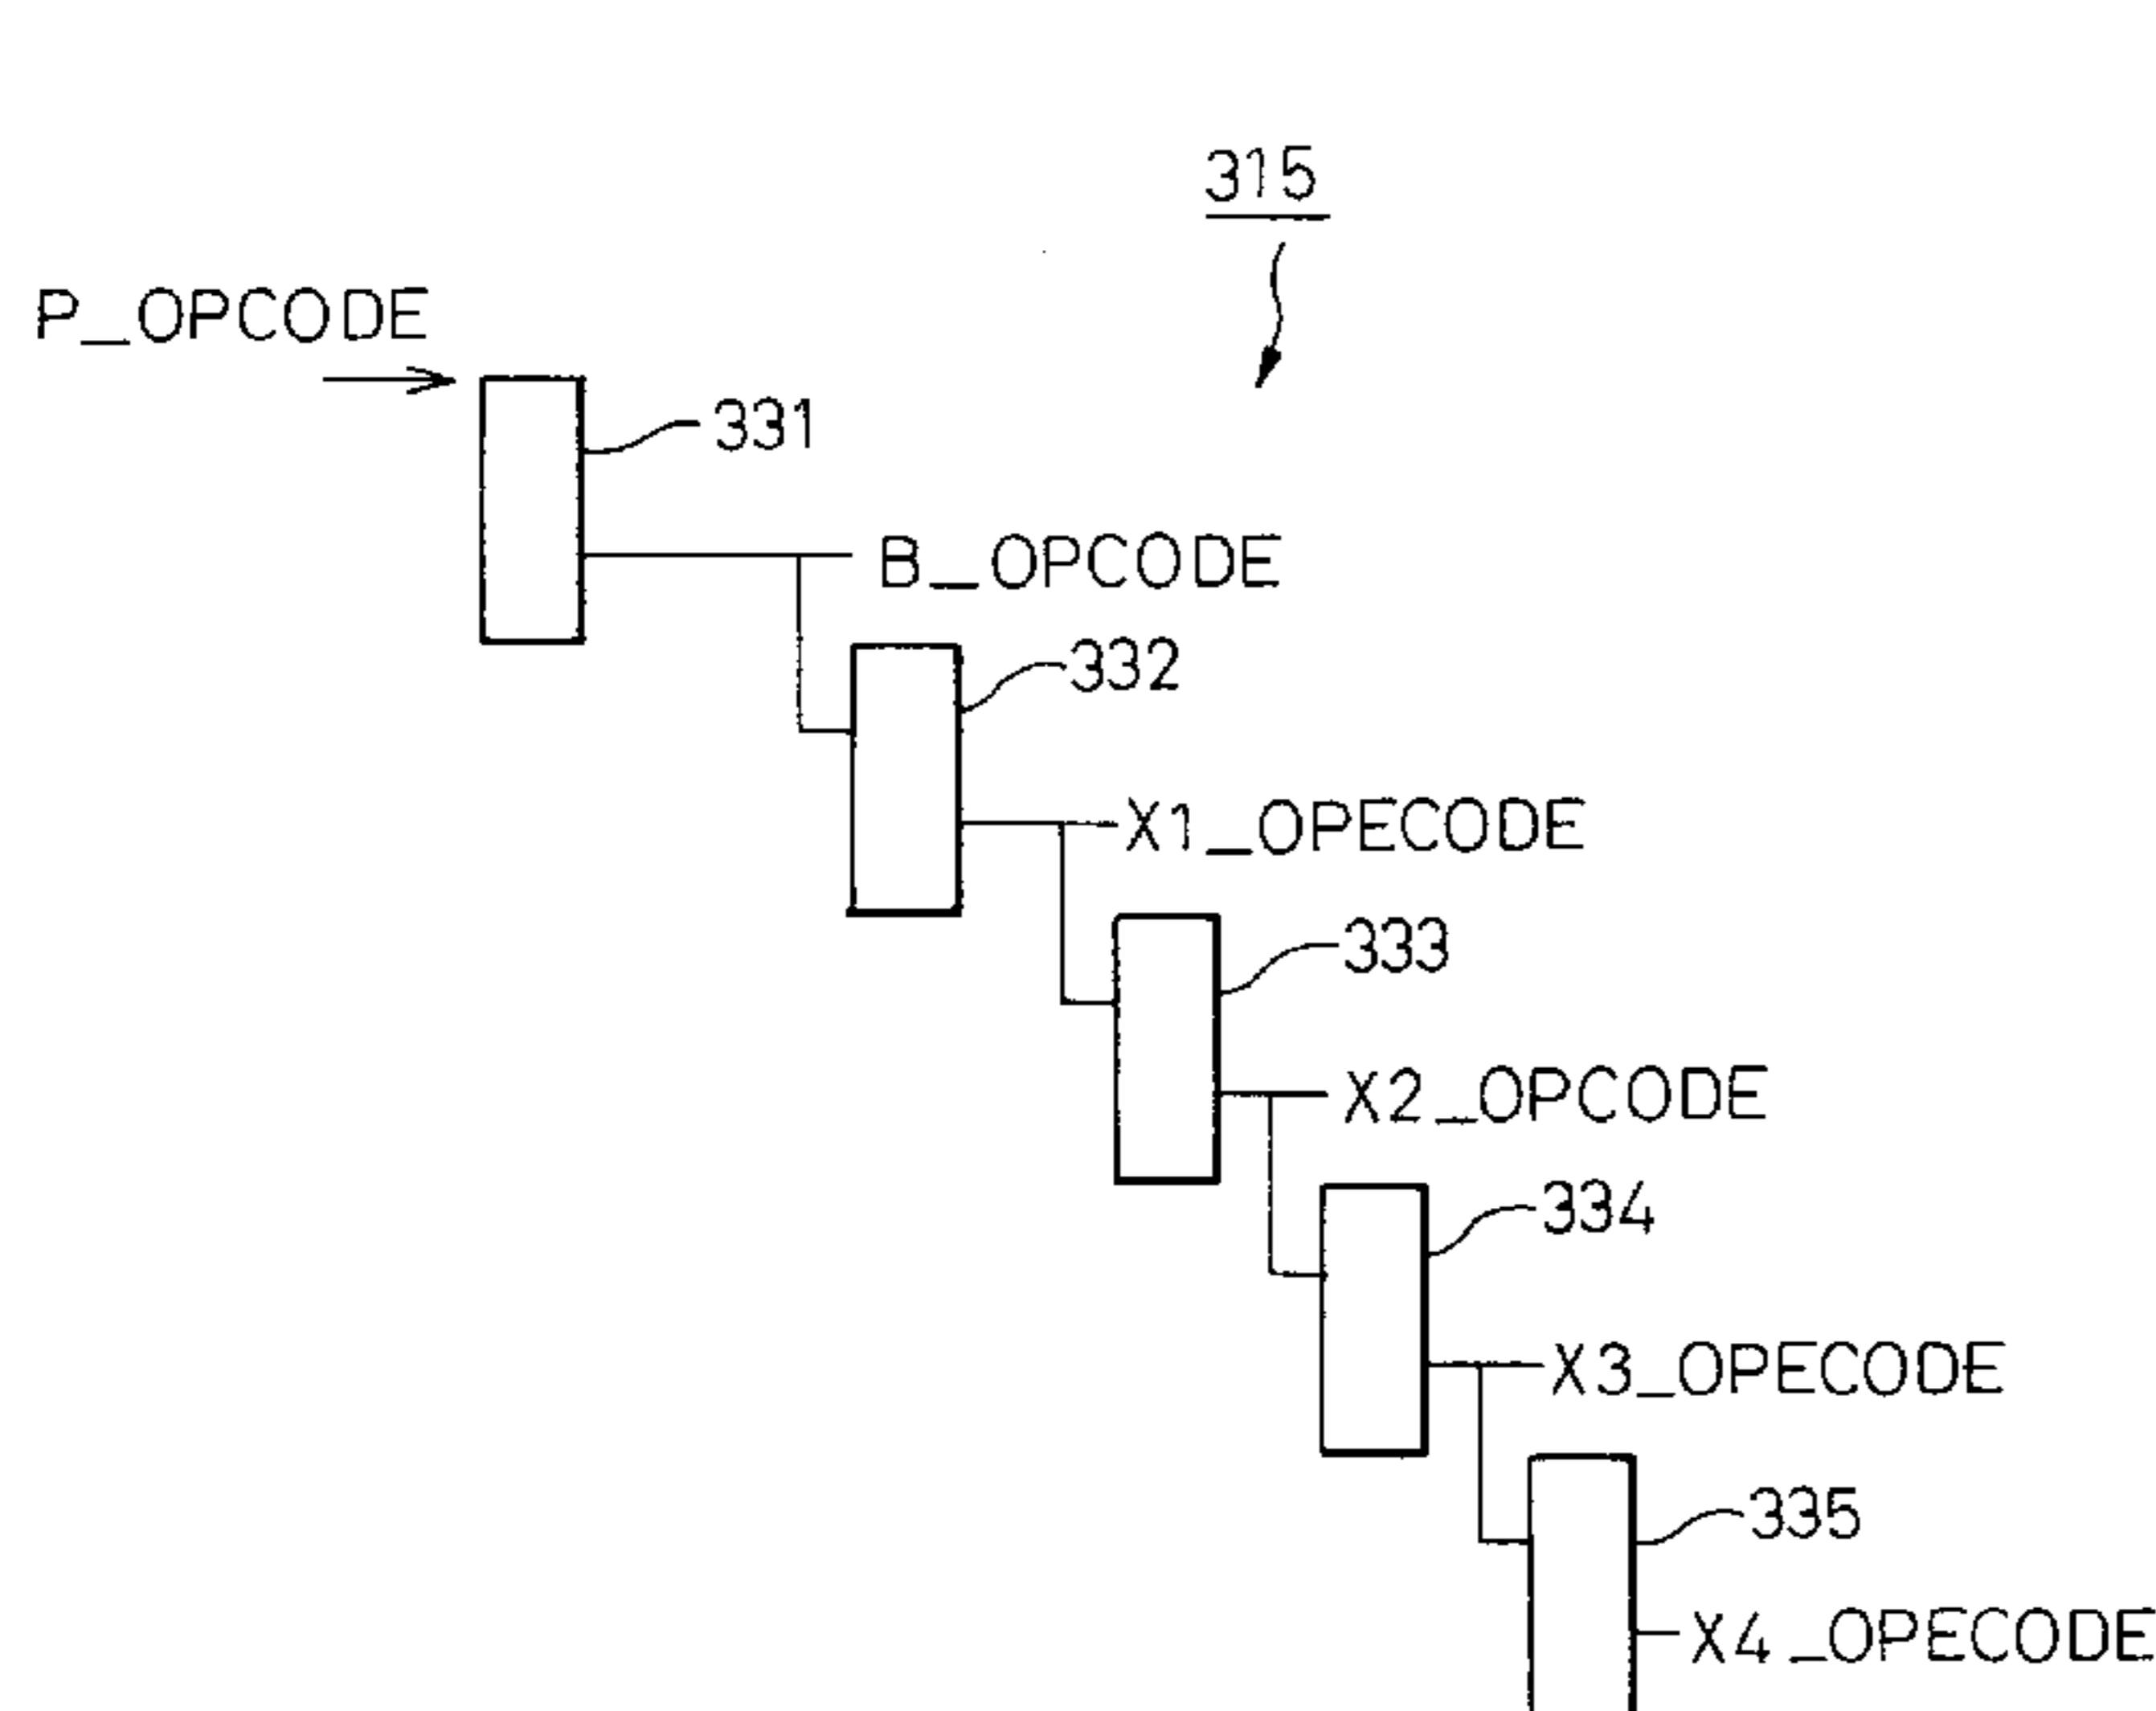 315
P_OPCODE
331
B_OPCODE
332
X1_OPECODE
333
X2_OPCODE
334
X3_OPECODE
335
X4_OPECODE